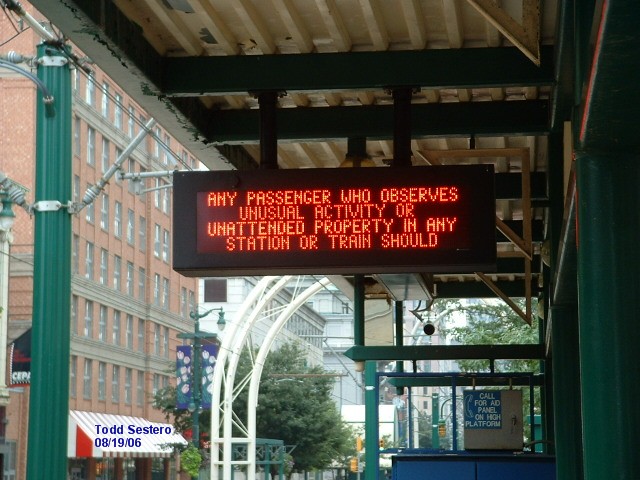 ANY PASSENGER WHO OBSERVES
UNUSUAL ACTIVITY OR
UNATTENDED PROPERTY IN ANY
STATION OR TRAIN SHOULD
CEPA
CALL
FOR AID
PANEL
ON HIGH
PLATFORM
Todd Sestero
08/19/06